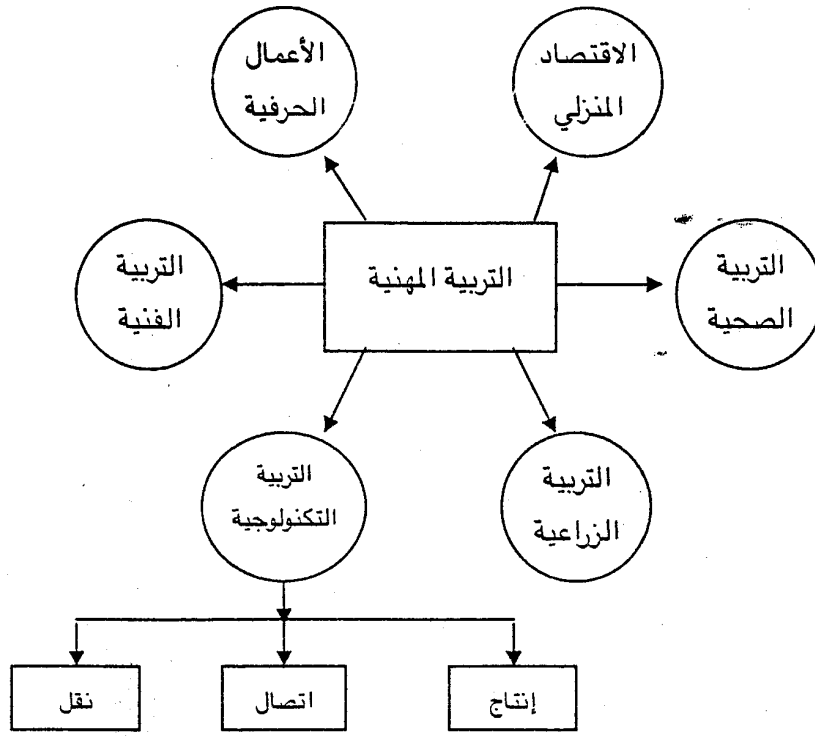 الاقتصاد
المنزلي
الأعمال
الحرفية
التربية
الصحية
التربية المهنية
التربية
الفنية
التربية
الزراعية
التربية
التكنولوجية
إنتاج
اتصال
نقل